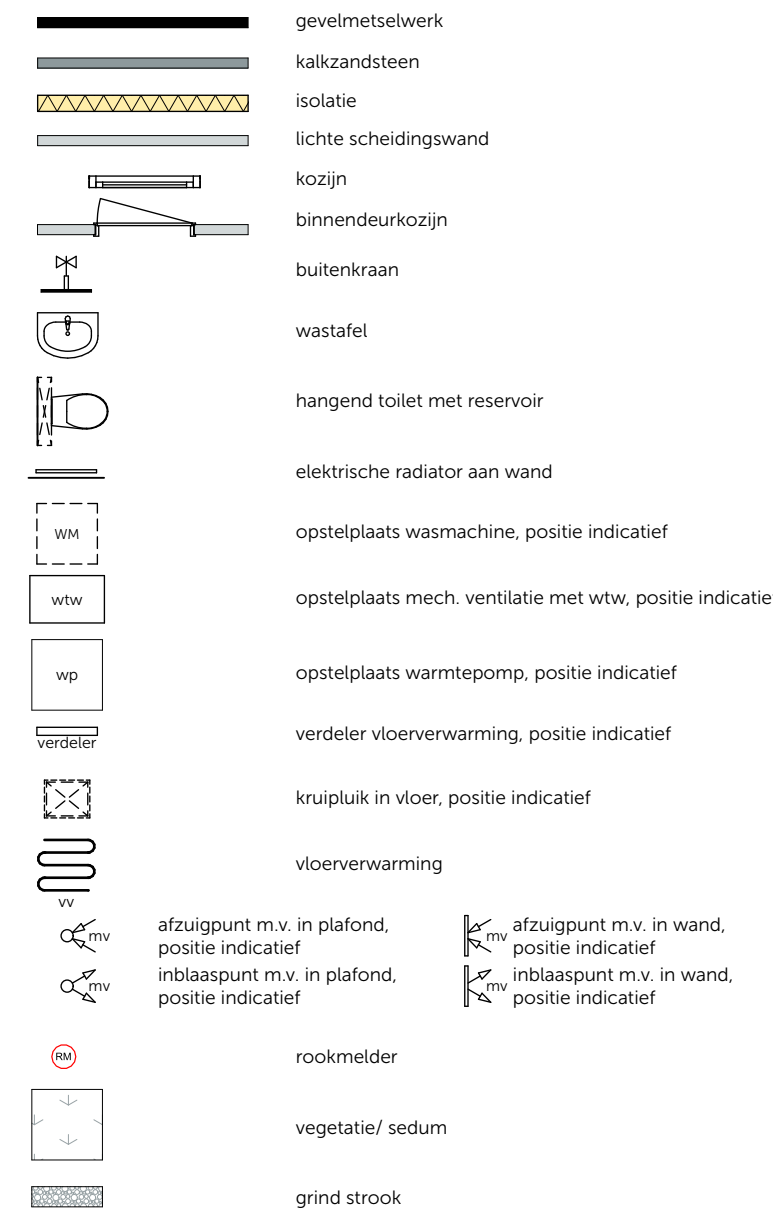 gevelmetselwerk
kalkzandsteen
isolatie
lichte scheidingswand
kozijn
binnendeurkozijn
buitenkraan
wastafel
hangend toilet met reservoir
elektrische radiator aan wand
WM opstelplaats wasmachine, positie indicatief
wtw opstelplaats mech. ventilatie met wtw, positie indicatie
wp opstelplaats warmtepomp, positie indicatief
verdeler verdeler vloerverwarming, positie indicatief
kruipluik in vloer, positie indicatief
vloerverwarming
vv
mv afzuigpunt m.v. in plafond,
positie indicatief
mv inblaaspunt m.v. in plafond,
positie indicatief
mv afzuigpunt m.v. in wand,
positie indicatief
mv inblaaspunt m.v. in wand,
positie indicatief
RM rookmelder
vegetatie/ sedum
grind strook